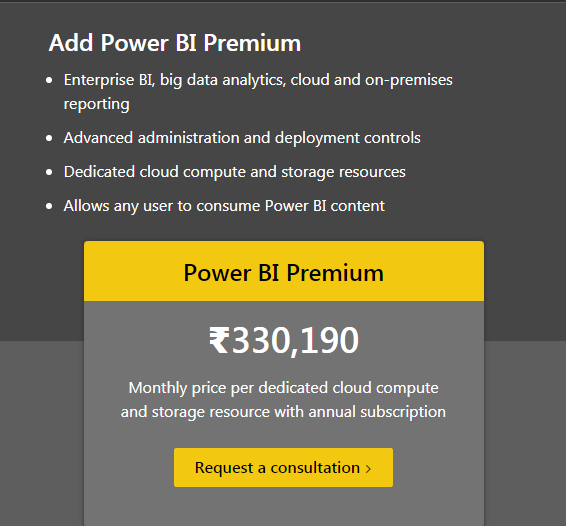 Add Power BI Premium
• Enterprise BI, big data analytics, cloud and on-premises
reporting
• Advanced administration and deployment controls
• Dedicated cloud compute and storage resources
• Allows any user to consume Power BI content
Power BI Premium
₹330,190
Monthly price per dedicated cloud compute
and storage resource with annual subscription
Request a consultation ›